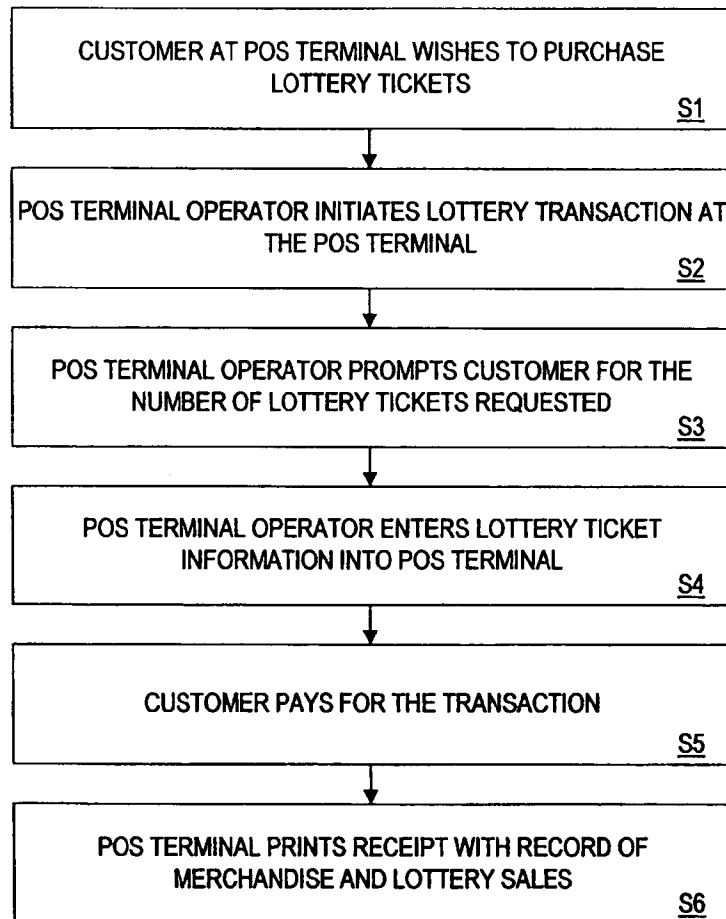 CUSTOMER AT POS TERMINAL WISHES TO PURCHASE
LOTTERY TICKETS
S1
POS TERMINAL OPERATOR INITIATES LOTTERY TRANSACTION AT
THE POS TERMINAL
S2
POS TERMINAL OPERATOR PROMPTS CUSTOMER FOR THE
NUMBER OF LOTTERY TICKETS REQUESTED
S3
POS TERMINAL OPERATOR ENTERS LOTTERY TICKET
INFORMATION INTO POS TERMINAL
S4
CUSTOMER PAYS FOR THE TRANSACTION
S5
POS TERMINAL PRINTS RECEIPT WITH RECORD OF
MERCHANDISE AND LOTTERY SALES
S6